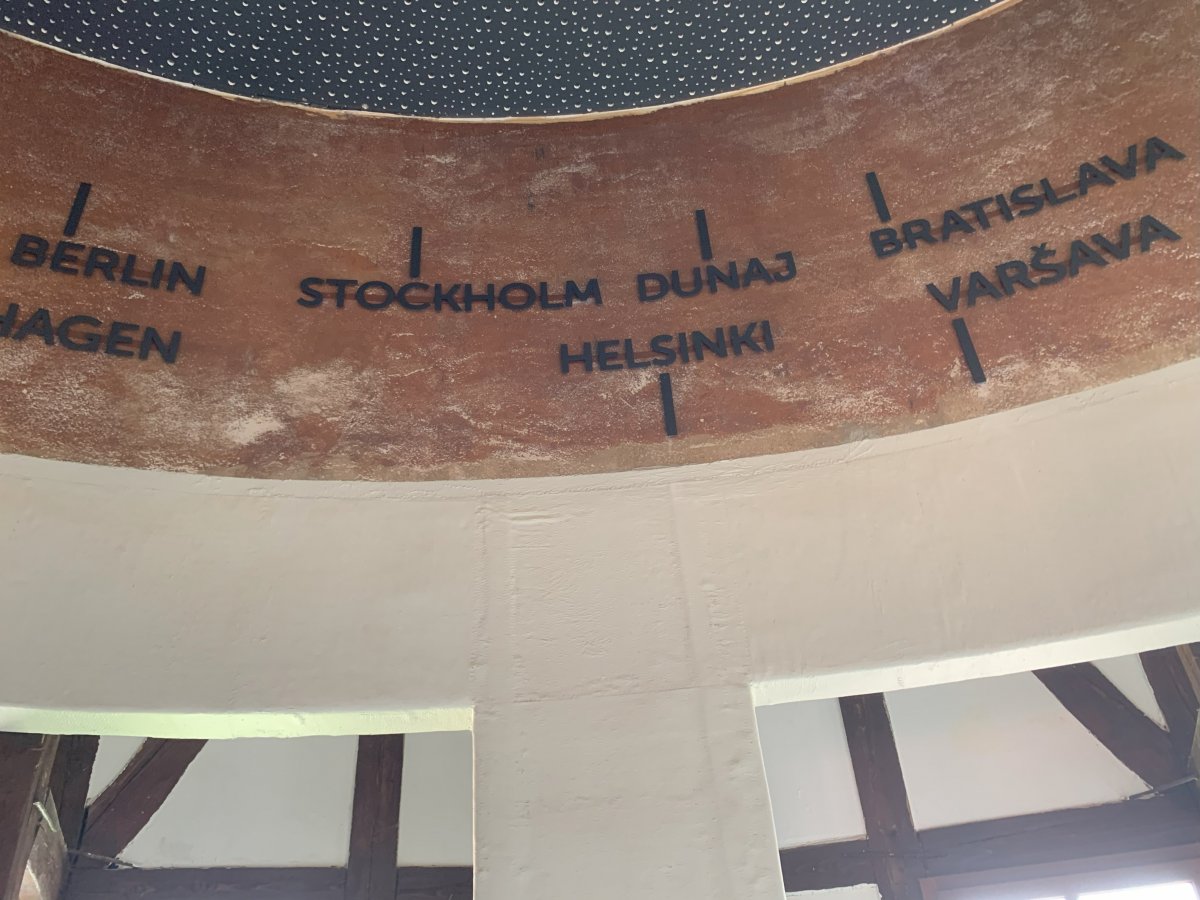 BERLIN
HAGEN
STOCKHOLM
DUNAJ
HELSINKI
BRATISLAVA
VARŠAVA